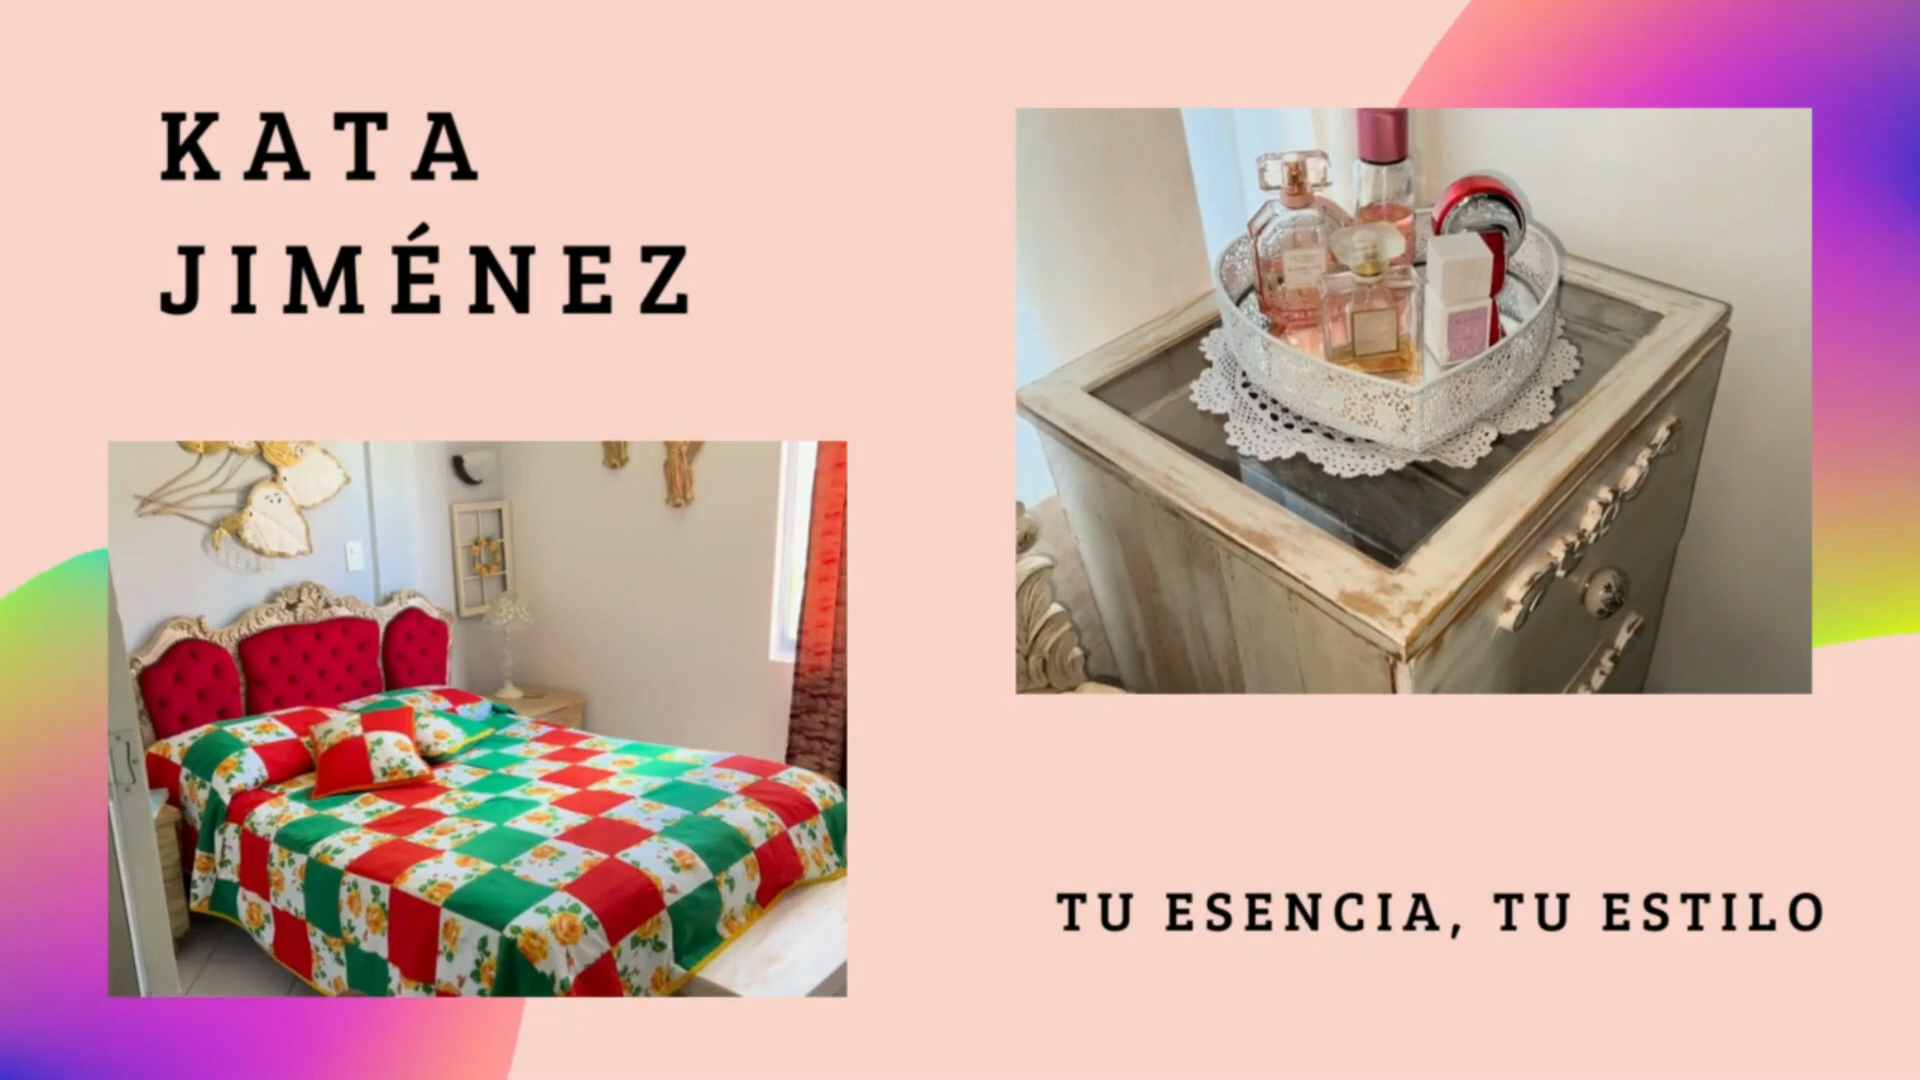 KATA
JIMÉNEZ
TU ESENCIA, TU ESTILO